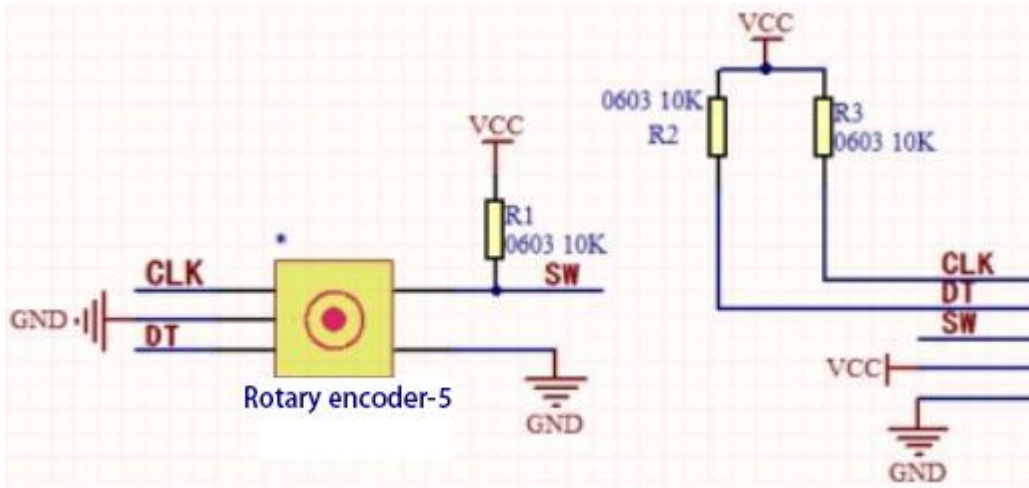 VCC
0603 10K
R2
R3
0603 10K
VCC
R1
0603 10K
*
CLK
SW
GND
DT
Rotary encoder-5
GND
CLK
DT
SW
VCC
GND